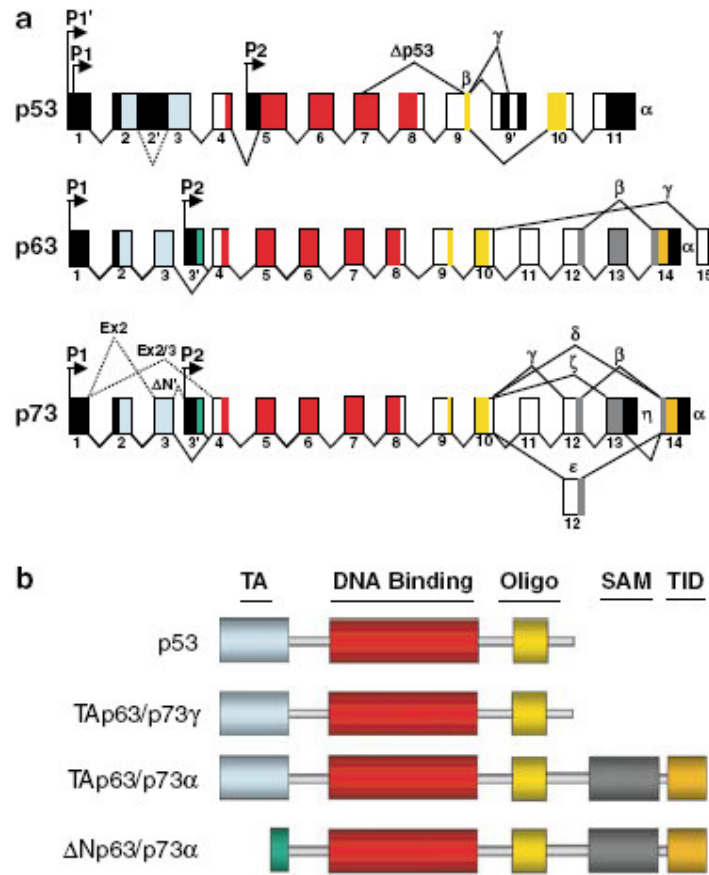 a
P1'
P1
P2
Δp53
β
γ
p53
α
1
2
2'
3
4
5
6
7
8
9
9'
10
11
P1
P2
β
γ
p63
α
1
2
3
3'
4
5
6
7
8
9
10
11
12
13
14
15
Ex2
Ex2/3
P1
ΔN'
P2
δ
γ
ζ
β
p73
η
α
1
2
3
3'
4
5
6
7
8
9
10
11
12
13
14
ε
12
b
TA
DNA Binding
Oligo
SAM
TID
p53
TAp63/p73γ
TAp63/p73α
ΔNp63/p73α